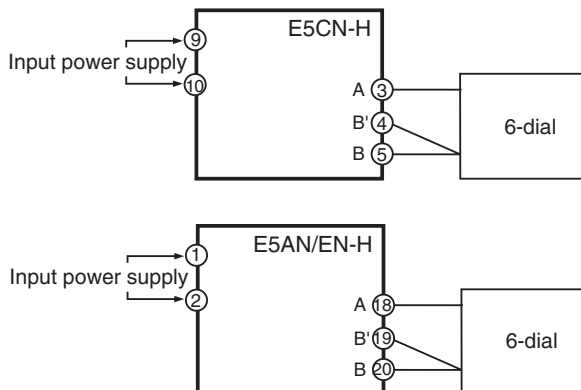 E5CN-H
9
Input power supply
10
A 3
B' 4
B 5
6-dial
E5AN/EN-H
1
Input power supply
2
A 18
B' 19
B 20
6-dial